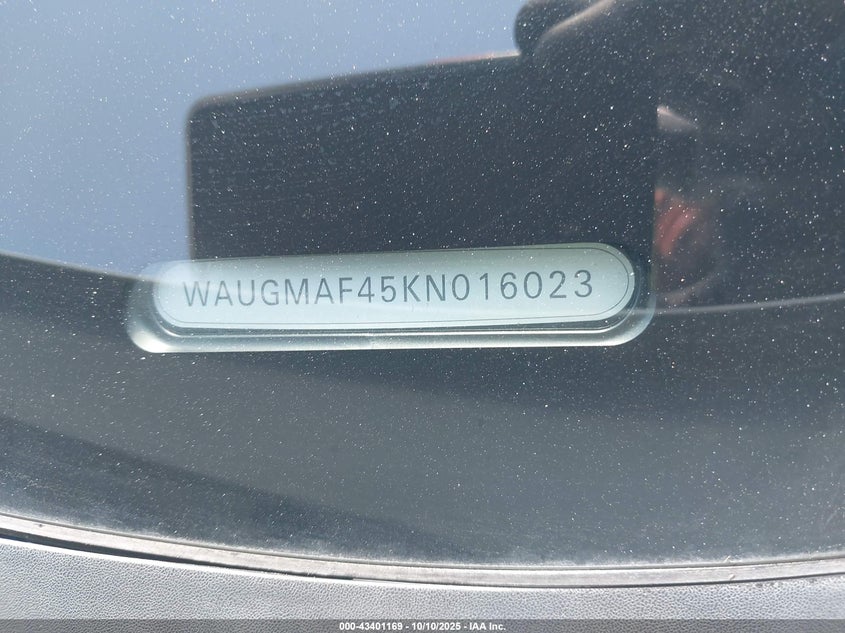 WAUGMAF45KN016023
000-43401169 | 10/10/2025 - IAA Inc.